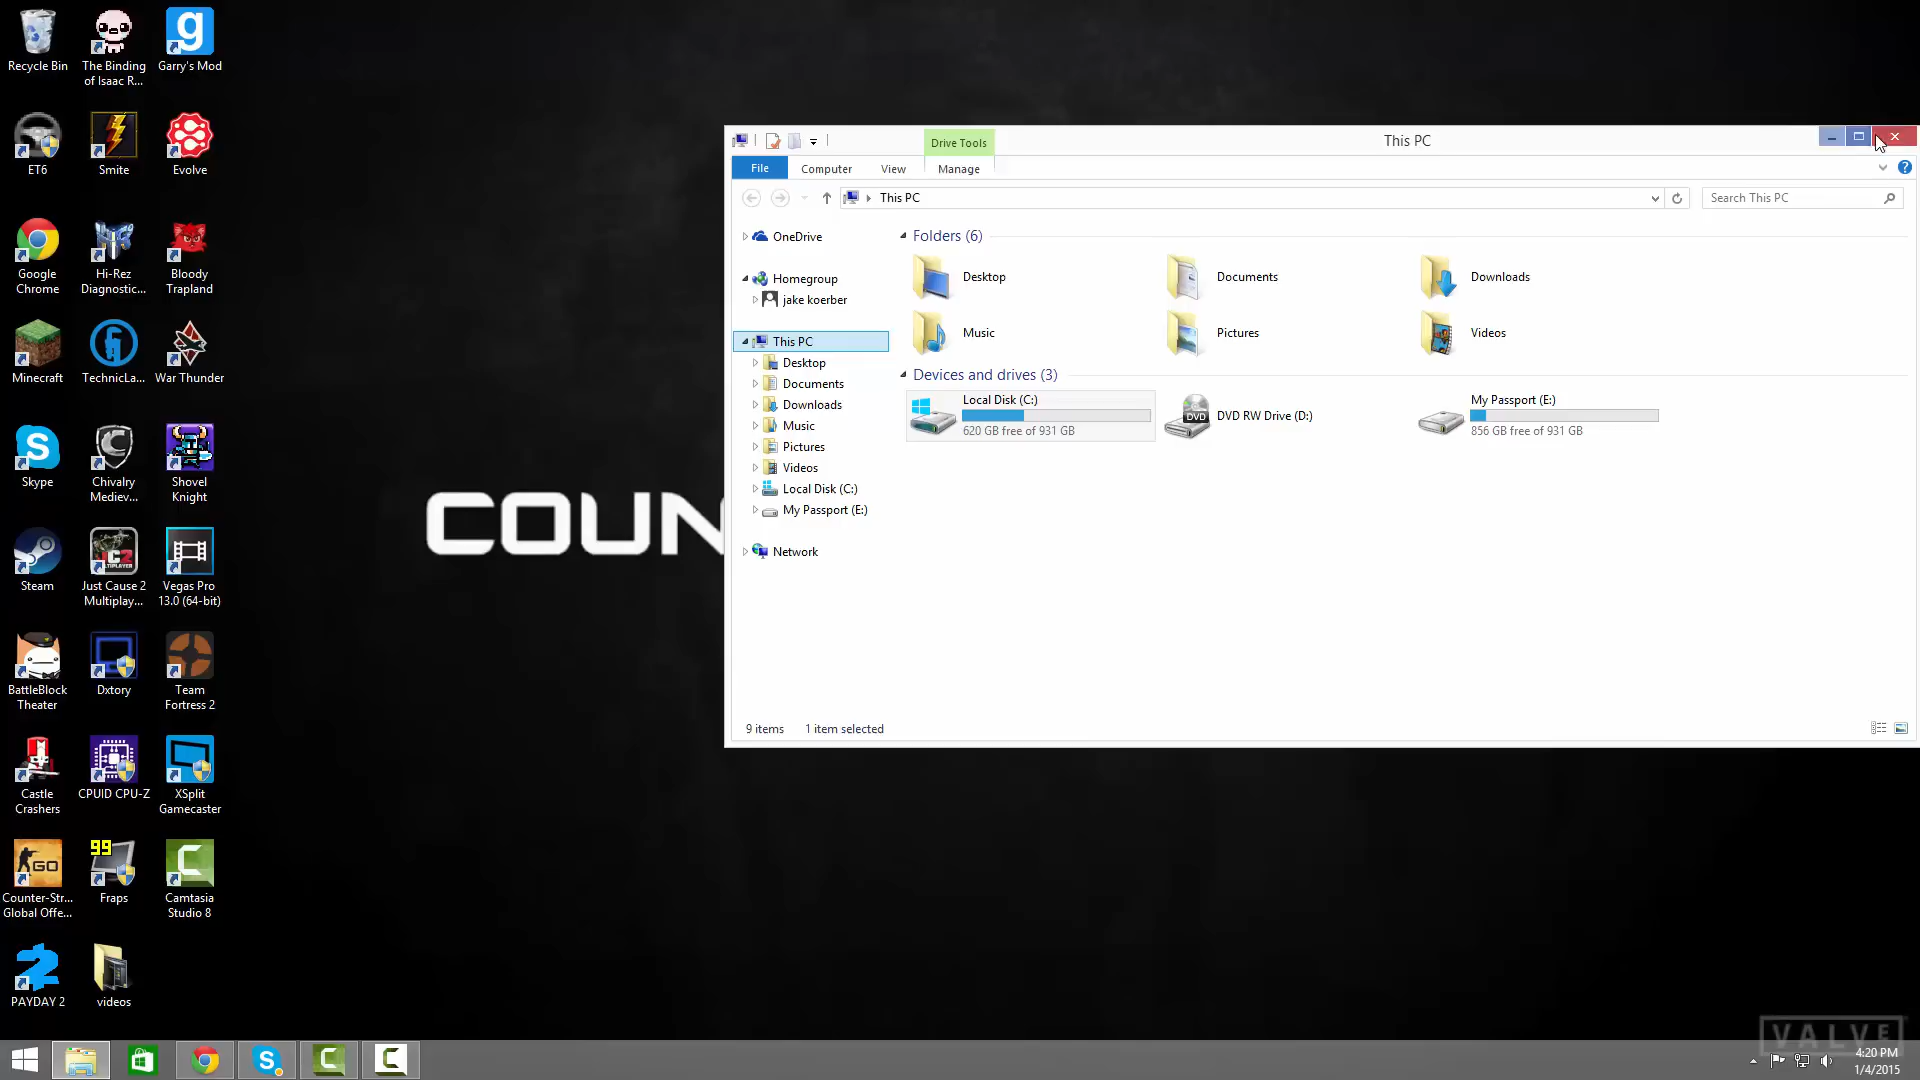 Recycle Bin
The Binding
of Isaac R...
Garry's Mod
ET6
Smite
Evolve
Google
Chrome
Hi-Rez
Diagnostic...
Bloody
Trapland
Minecraft
TechnicLa...
War Thunder
Skype
Chivalry
Mediev...
Shovel
Knight
Steam
Just Cause 2
Multiplay...
Vegas Pro
13.0 (64-bit)
BattleBlock
Theater
Dxtory
Team
Fortress 2
Castle
Crashers
CPUID CPU-Z
XSplit
Gamecaster
GO
Counter-Str...
Global Offe...
99
Fraps
Camtasia
Studio 8
PAYDAY 2
videos
COUN
Drive Tools
This PC
File
Computer
View
Manage
This PC
Search This PC
OneDrive
Homegroup
jake koerber
This PC
Desktop
Documents
Downloads
Music
Pictures
Videos
Local Disk (C:)
My Passport (E:)
Network
Folders (6)
Desktop
Documents
Downloads
Music
Pictures
Videos
Devices and drives (3)
Local Disk (C:)
620 GB free of 931 GB
DVD
DVD RW Drive (D:)
My Passport (E:)
856 GB free of 931 GB
9 items
1 item selected
VALVE
4:20 PM
1/4/2015